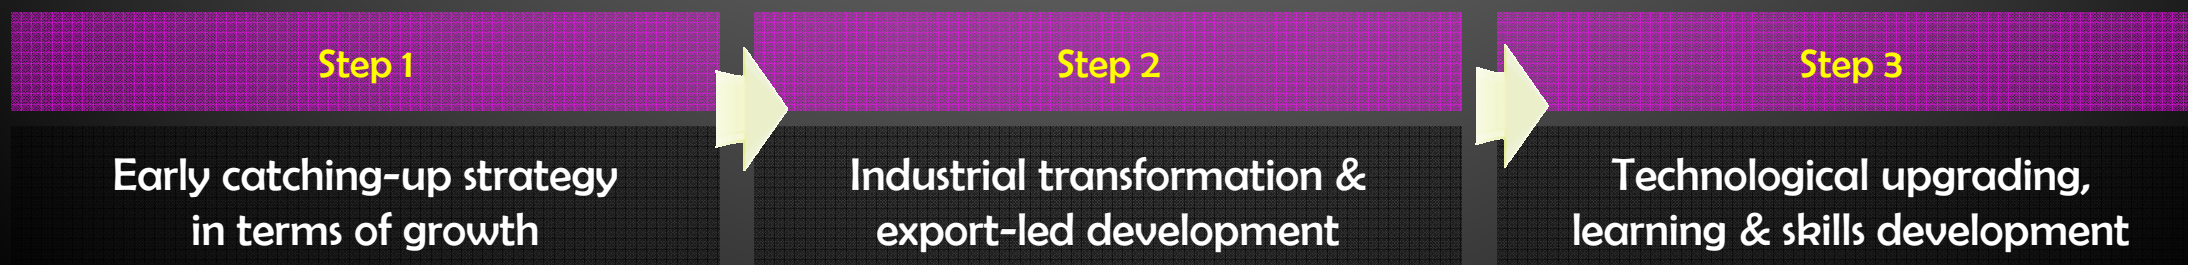 Step 1
Early catching-up strategy
in terms of growth
Step 2
Industrial transformation &
export-led development
Step 3
Technological upgrading,
learning & skills development